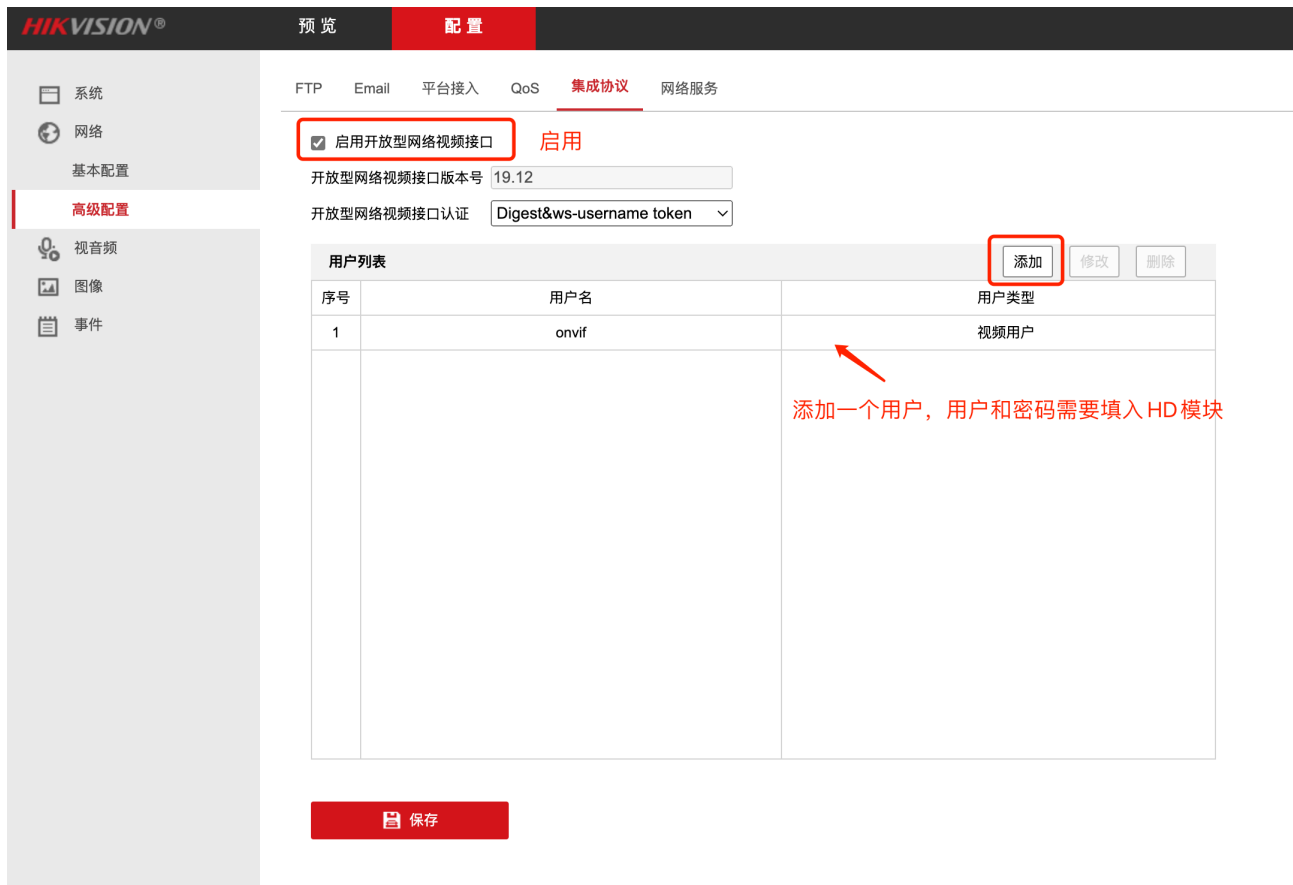 HIKVISION® 预览 配置
FTP Email 平台接入 QoS 集成协议 网络服务
系统
网络
基本配置
高级配置
视音频
图像
事件
启用开放型网络视频接口 启用
开放型网络视频接口版本号 19.12
开放型网络视频接口认证 Digest&ws-username token
用户列表 添加 修改 删除
序号 用户名 用户类型
1 onvif 视频用户
添加一个用户，用户和密码需要填入HD模块
保存